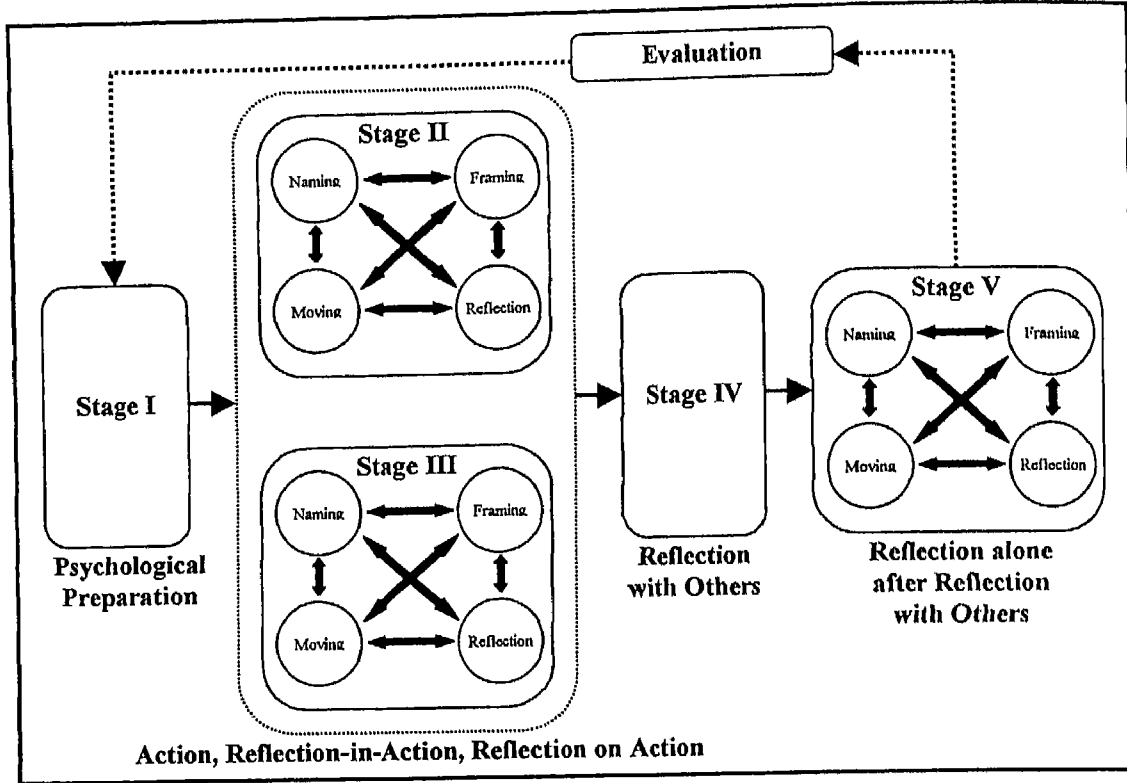 Evaluation
Stage II
Naming
Framing
Moving
Reflection
Stage I
Psychological
Preparation
Stage III
Naming
Framing
Moving
Reflection
Stage IV
Reflection
with Others
Stage V
Naming
Framing
Moving
Reflection
Reflection alone
after Reflection
with Others
Action, Reflection-in-Action, Reflection on Action